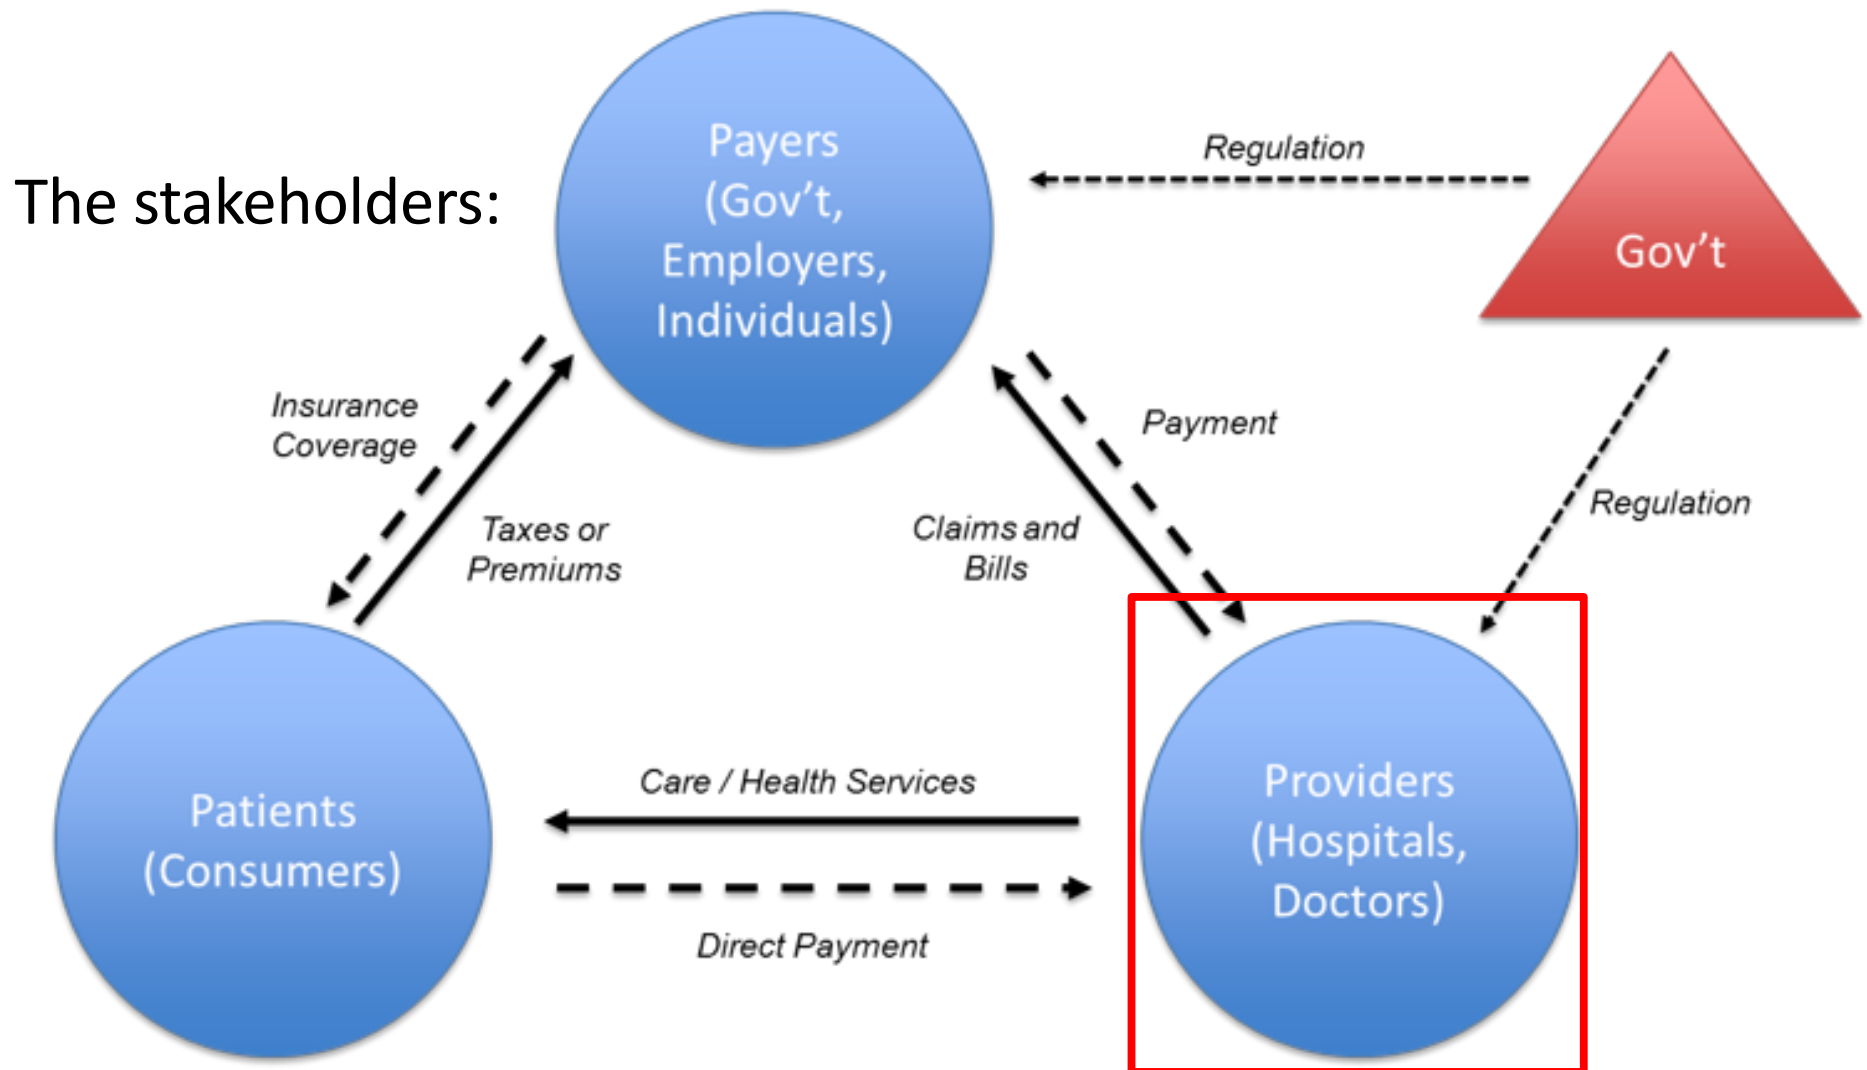 The stakeholders:
Payers
(Gov’t,
Employers,
Individuals)
Regulation
Gov’t
Insurance
Coverage
Taxes or
Premiums
Payment
Claims and
Bills
Regulation
Patients
(Consumers)
Care / Health Services
Direct Payment
Providers
(Hospitals,
Doctors)